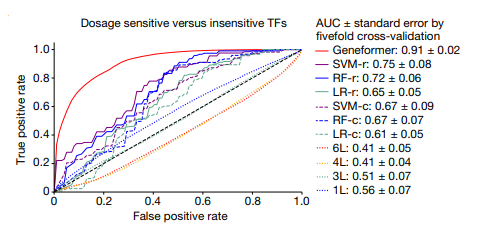 Dosage sensitive versus insensitive TFs
AUC ± standard error by
fivefold cross-validation
Geneformer: 0.91 ± 0.02
SVM-r: 0.75 ± 0.08
RF-r: 0.72 ± 0.06
LR-r: 0.65 ± 0.05
SVM-c: 0.67 ± 0.09
RF-c: 0.67 ± 0.07
LR-c: 0.61 ± 0.05
6L: 0.41 ± 0.05
4L: 0.41 ± 0.04
3L: 0.51 ± 0.07
1L: 0.56 ± 0.07
True positive rate
1.0
0.8
0.6
0.4
0.2
0
0
0.2
0.4
0.6
0.8
1.0
False positive rate